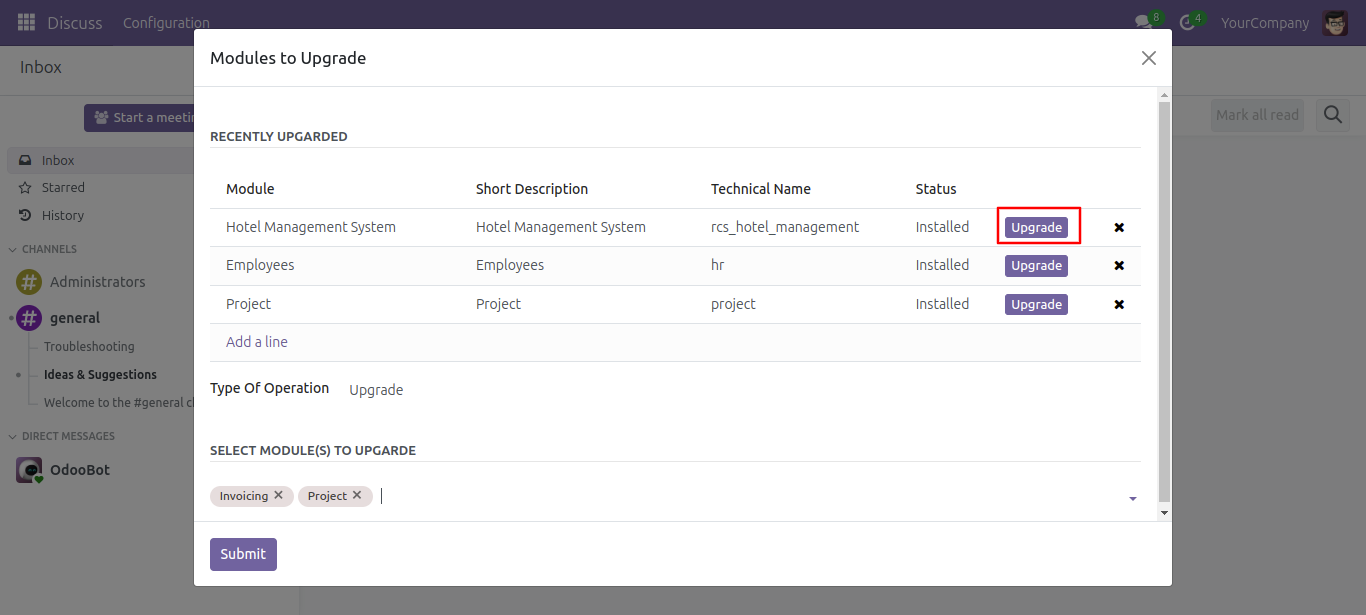 Discuss Configuration 8 4 YourCompany
Inbox
Modules to Upgrade
Start a meetin
Mark all read
Inbox
Starred
History
CHANNELS
Administrators
general
Troubleshooting
Ideas & Suggestions
Welcome to the #general c
DIRECT MESSAGES
OdooBot
RECENTLY UPGARDED
Module Short Description Technical Name Status
Hotel Management System Hotel Management System rcs_hotel_management Installed Upgrade
Employees Employees hr Installed Upgrade
Project Project project Installed Upgrade
Add a line
Type Of Operation Upgrade
SELECT MODULE(S) TO UPGARDE
Invoicing Project
Submit